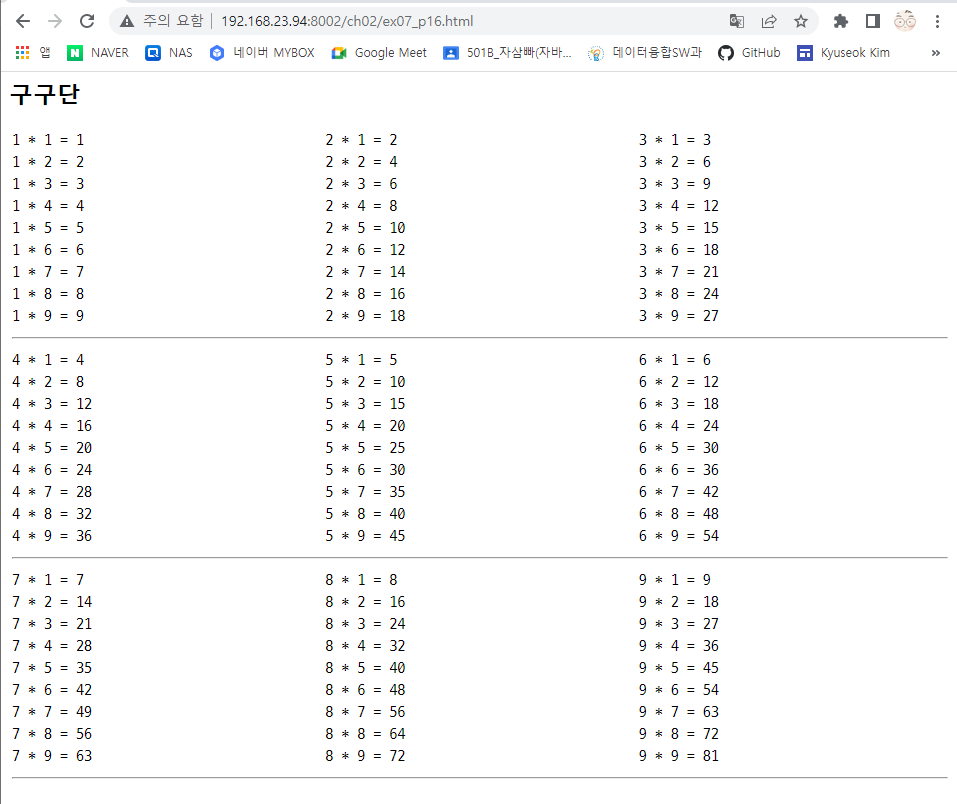 주의 요함 | 192.168.23.94:8002/ch02/ex07_p16.html
앱 NAVER NAS 네이버 MYBOX Google Meet 501B_자삼빠(자바... 데이터융합SW과 GitHub Kyuseok Kim »
구구단
1 * 1 = 1 2 * 1 = 2 3 * 1 = 3
1 * 2 = 2 2 * 2 = 4 3 * 2 = 6
1 * 3 = 3 2 * 3 = 6 3 * 3 = 9
1 * 4 = 4 2 * 4 = 8 3 * 4 = 12
1 * 5 = 5 2 * 5 = 10 3 * 5 = 15
1 * 6 = 6 2 * 6 = 12 3 * 6 = 18
1 * 7 = 7 2 * 7 = 14 3 * 7 = 21
1 * 8 = 8 2 * 8 = 16 3 * 8 = 24
1 * 9 = 9 2 * 9 = 18 3 * 9 = 27
4 * 1 = 4 5 * 1 = 5 6 * 1 = 6
4 * 2 = 8 5 * 2 = 10 6 * 2 = 12
4 * 3 = 12 5 * 3 = 15 6 * 3 = 18
4 * 4 = 16 5 * 4 = 20 6 * 4 = 24
4 * 5 = 20 5 * 5 = 25 6 * 5 = 30
4 * 6 = 24 5 * 6 = 30 6 * 6 = 36
4 * 7 = 28 5 * 7 = 35 6 * 7 = 42
4 * 8 = 32 5 * 8 = 40 6 * 8 = 48
4 * 9 = 36 5 * 9 = 45 6 * 9 = 54
7 * 1 = 7 8 * 1 = 8 9 * 1 = 9
7 * 2 = 14 8 * 2 = 16 9 * 2 = 18
7 * 3 = 21 8 * 3 = 24 9 * 3 = 27
7 * 4 = 28 8 * 4 = 32 9 * 4 = 36
7 * 5 = 35 8 * 5 = 40 9 * 5 = 45
7 * 6 = 42 8 * 6 = 48 9 * 6 = 54
7 * 7 = 49 8 * 7 = 56 9 * 7 = 63
7 * 8 = 56 8 * 8 = 64 9 * 8 = 72
7 * 9 = 63 8 * 9 = 72 9 * 9 = 81